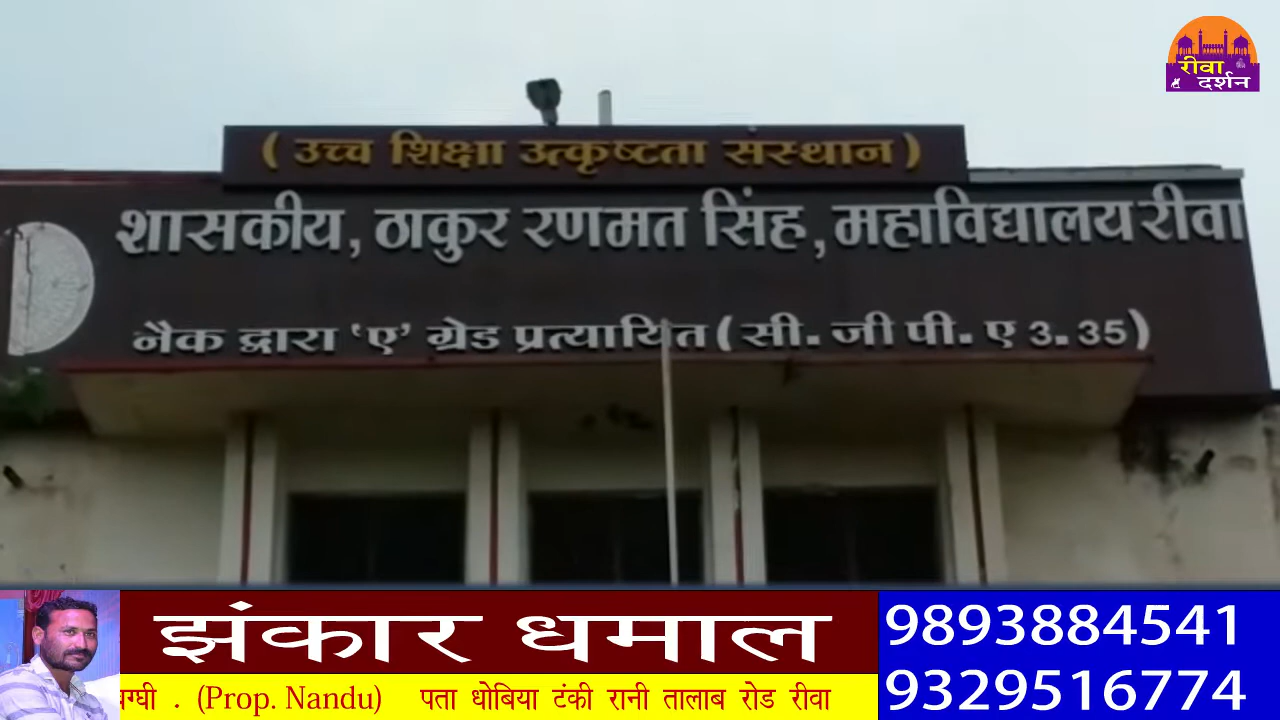 रीवा
दर्शन
( उच्च शिक्षा उत्कृष्टता संस्थान )
शासकीय, ठाकुर रणमत सिंह, महाविद्यालय रीवा
नैक द्वारा ‘ए’ ग्रेड प्रत्यायित ( सी. जी पी. ए 3. 35 )
झंकार धमाल
9893884541
. (Prop. Nandu) पता धोबिया टंकी रानी तालाब रोड रीवा
9329516774